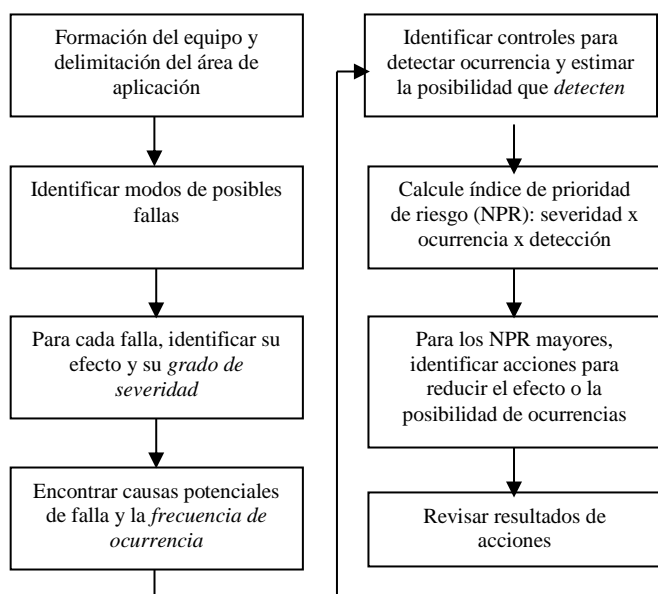 Formación del equipo y
delimitación del área de
aplicación
Identificar modos de posibles
fallas
Para cada falla, identificar su
efecto y su grado de
severidad
Encontrar causas potenciales
de falla y la frecuencia de
ocurrencia
Identificar controles para
detectar ocurrencia y estimar
la posibilidad que detecten
Calcule índice de prioridad
de riesgo (NPR): severidad x
ocurrencia x detección
Para los NPR mayores,
identificar acciones para
reducir el efecto o la
posibilidad de ocurrencias
Revisar resultados de
acciones